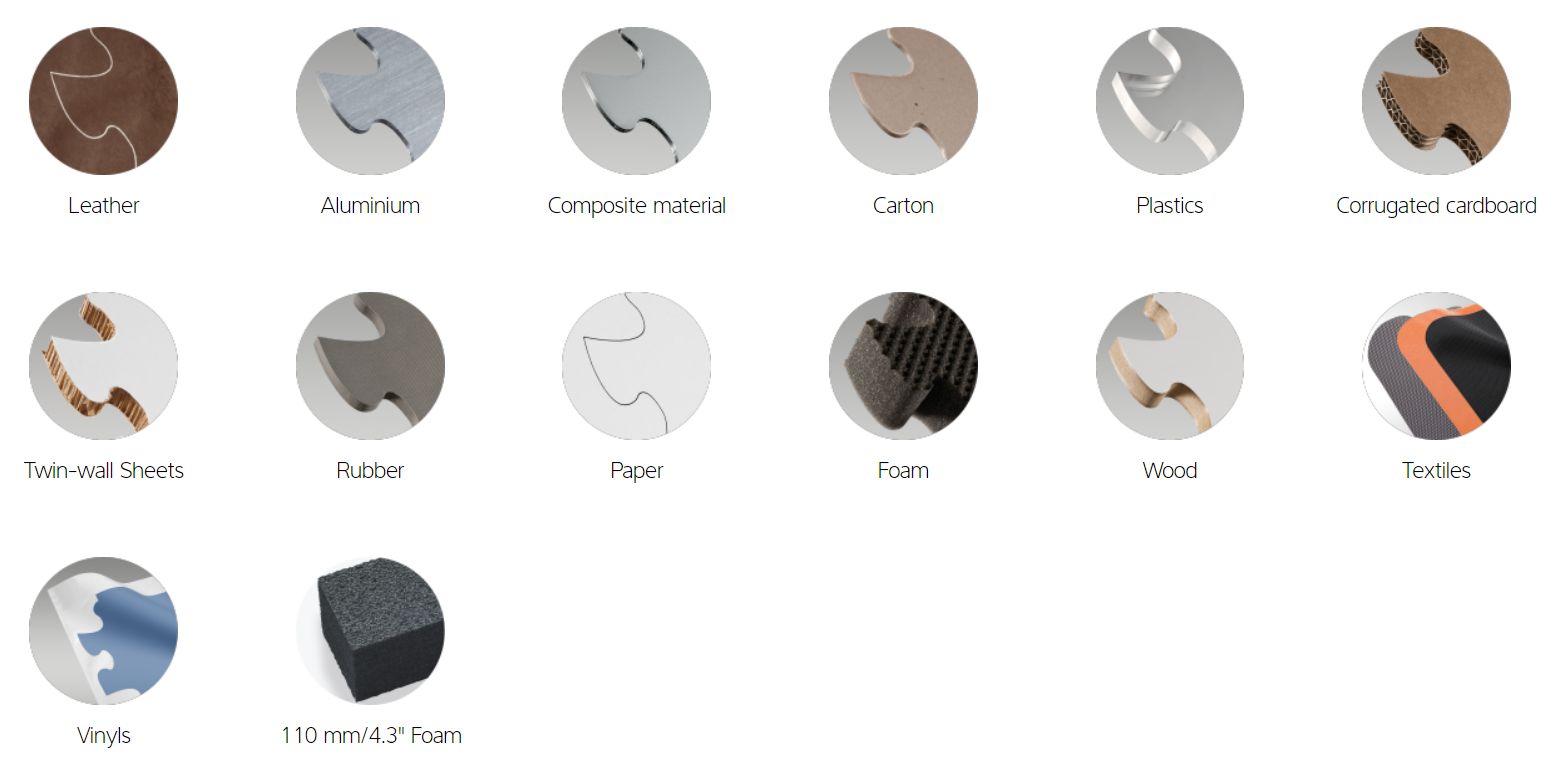 Leather
Aluminium
Composite material
Carton
Plastics
Corrugated cardboard
Twin-wall Sheets
Rubber
Paper
Foam
Wood
Textiles
Vinyls
110 mm/4.3" Foam